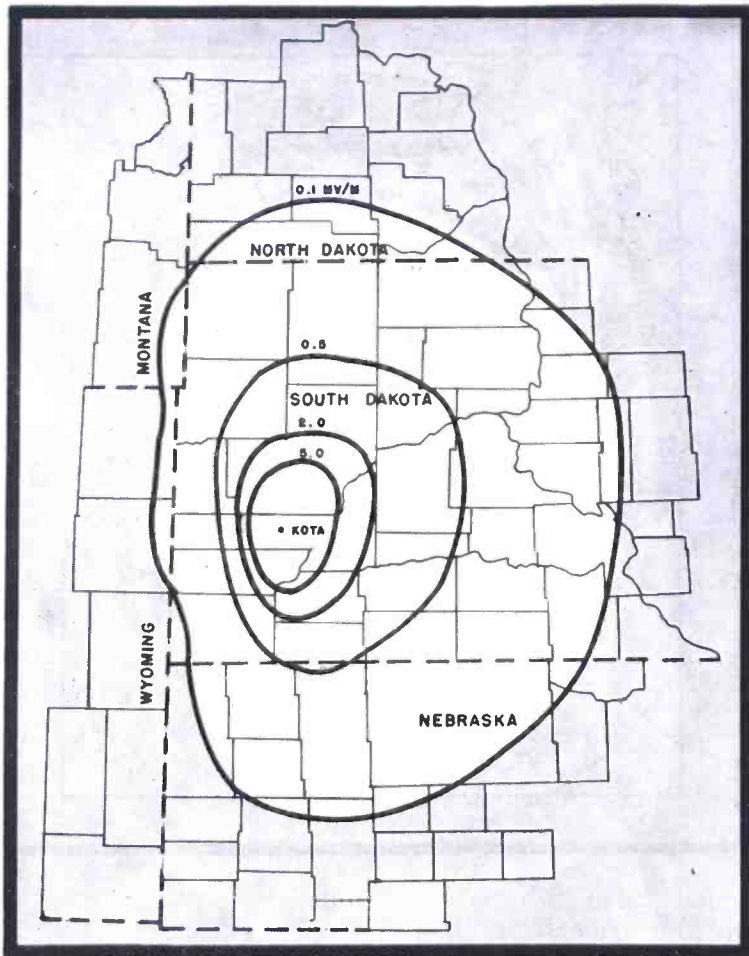 0.1 MV/M
NORTH DAKOTA
MONTANA
0.5
SOUTH DAKOTA
2.0
5.0
KOTA
WYOMING
NEBRASKA